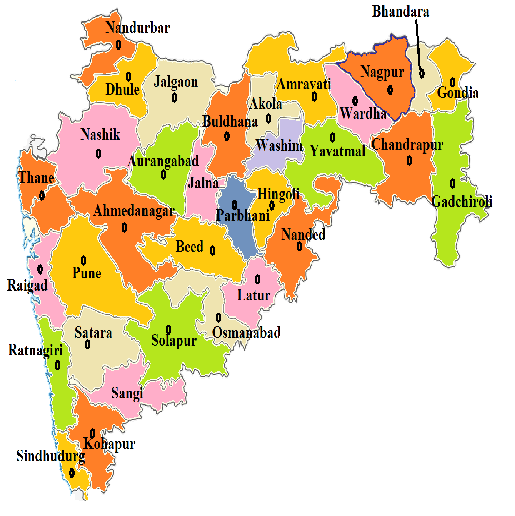 Bhandara
Nandurbar
Nagpur
Dhule
Jalgaon
Amravati
Gondia
Akola
Wardha
Buldhana
Nashik
Washim
Yavatmal
Chandrapur
Aurangabad
Thane
Jalna
Hingoli
Gadchiroli
Ahmedanagar
Parbhani
Nanded
Beed
Pune
Raigad
Latur
Satara
Osmanabad
Solapur
Ratnagiri
Sangi
Kohapur
Sindhudurg